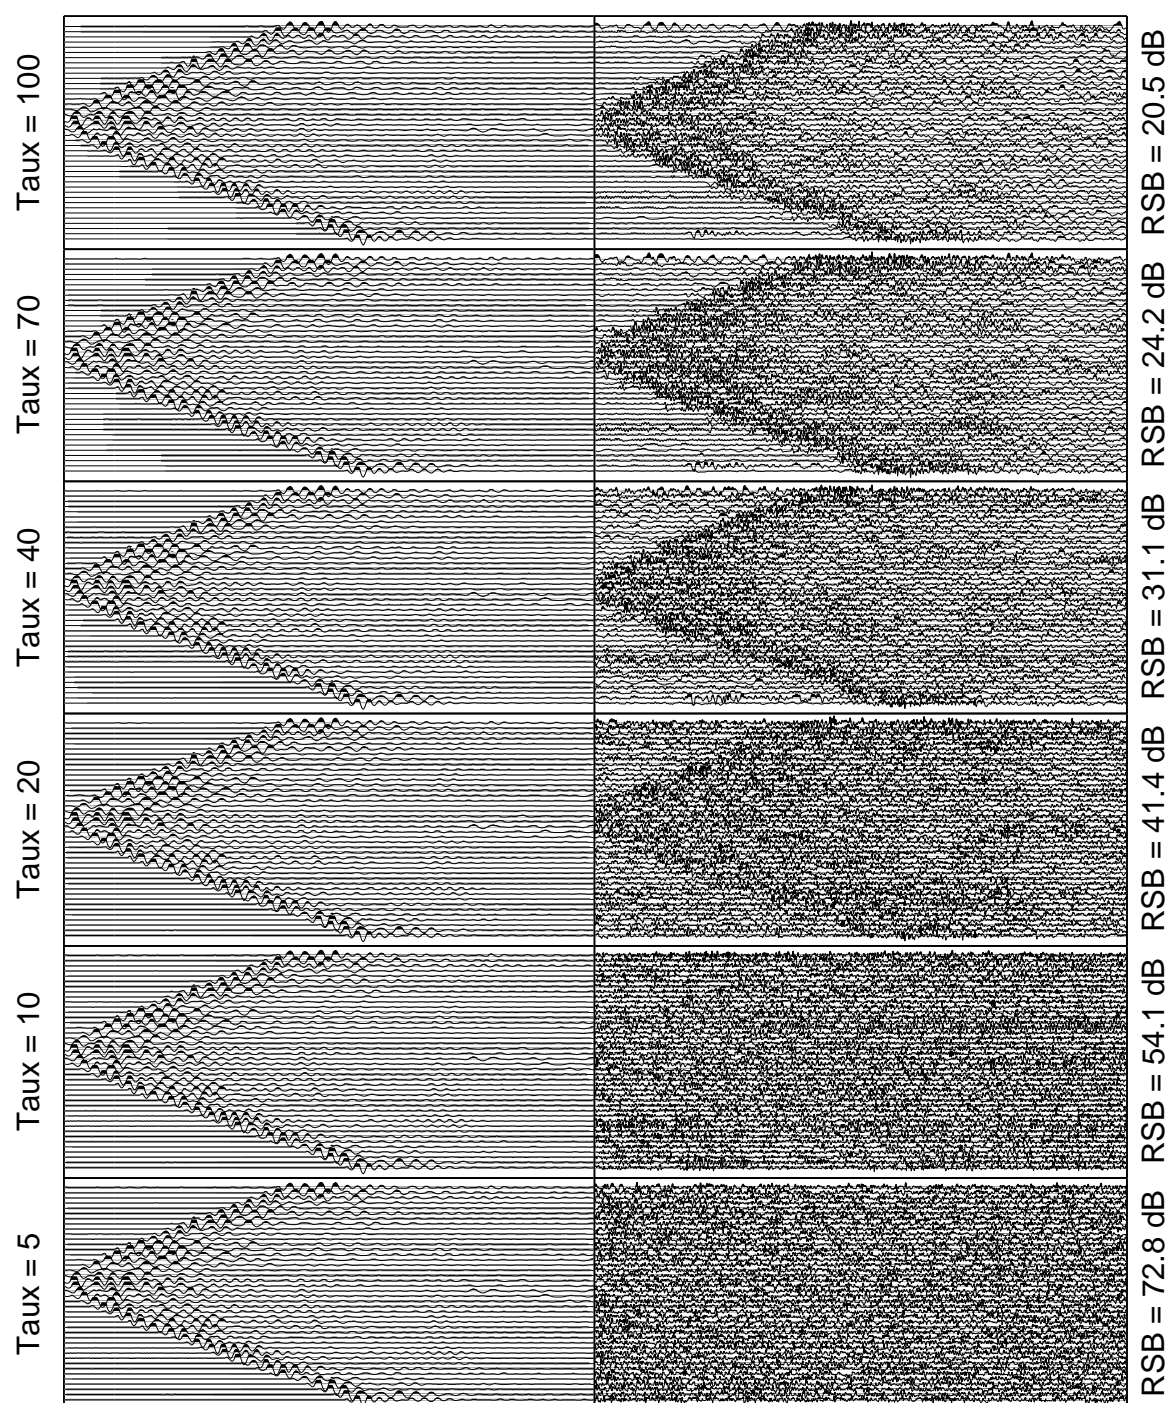 Taux = 100
RSB = 20.5 dB
Taux = 70
RSB = 24.2 dB
Taux = 40
RSB = 31.1 dB
Taux = 20
RSB = 41.4 dB
Taux = 10
RSB = 54.1 dB
Taux = 5
RSB = 72.8 dB